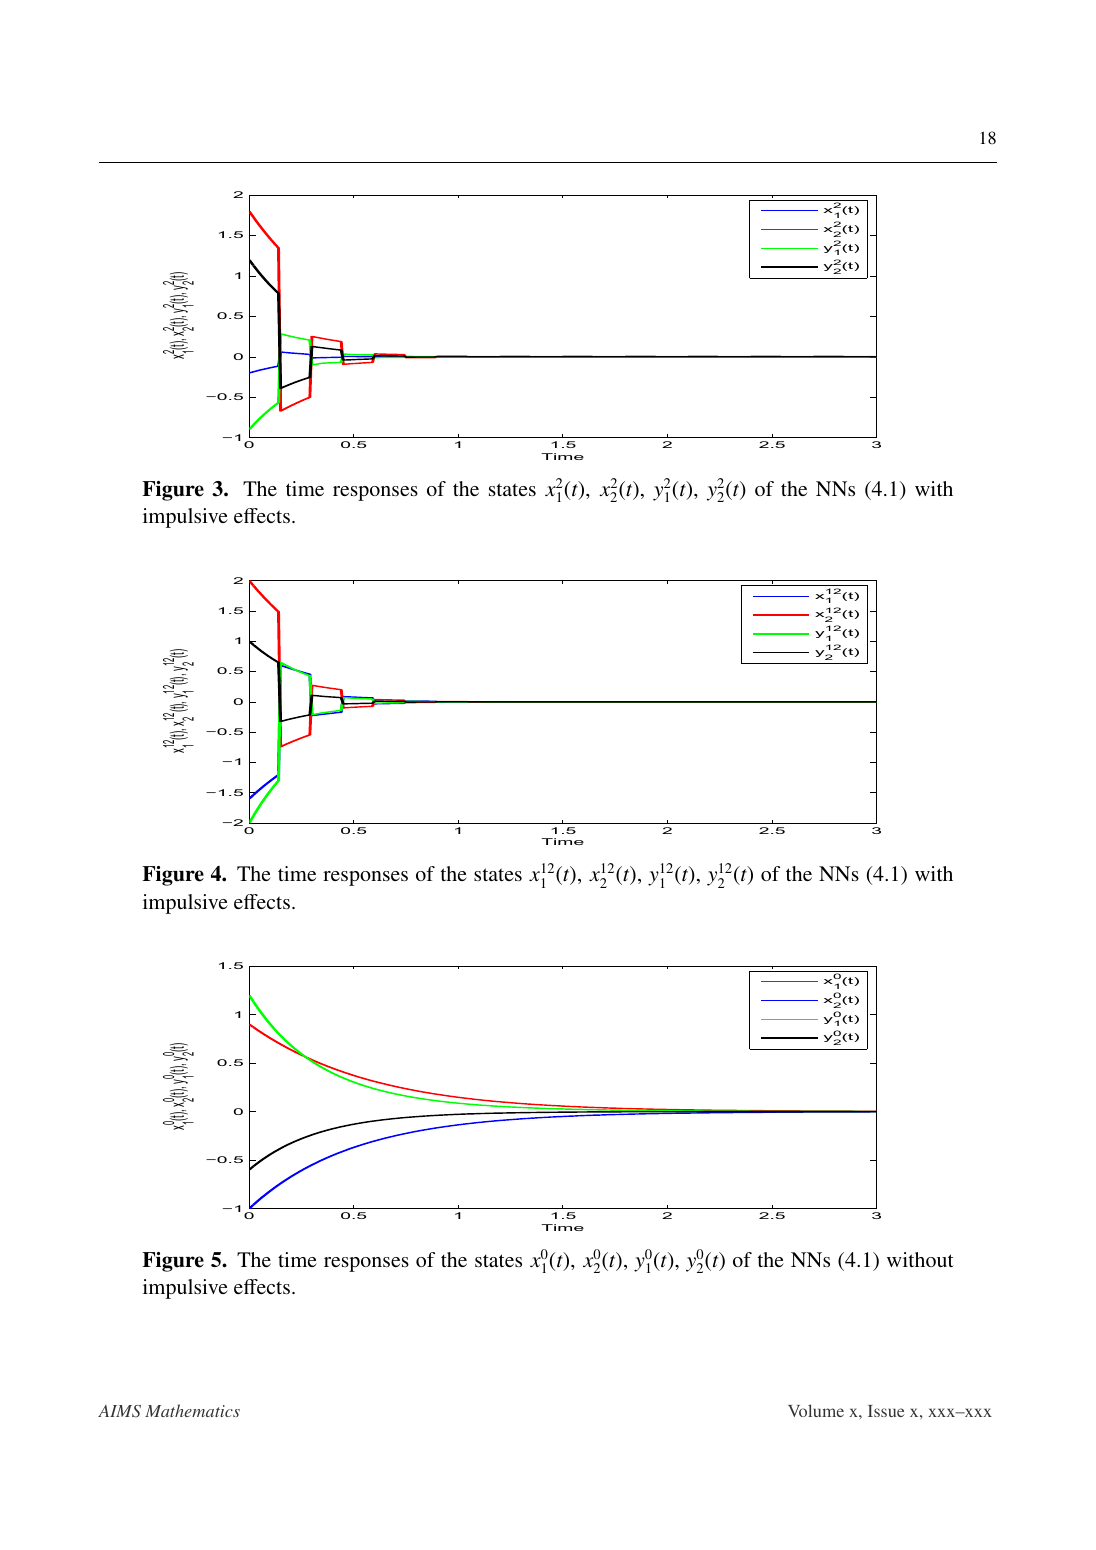 18
2
1.5
1
0.5
0
−0.5
−1
x₁²(t), x₂²(t), y₁²(t), y₂²(t)
x₁²(t)
x₂²(t)
y₁²(t)
y₂²(t)
0 0.5 1 1.5 2 2.5 3
Time
Figure 3. The time responses of the states x₁²(t), x₂²(t), y₁²(t), y₂²(t) of the NNs (4.1) with
impulsive effects.
2
1.5
1
0.5
0
−0.5
−1
−1.5
−2
x₁¹²(t), x₂¹²(t), y₁¹²(t), y₂¹²(t)
x₁¹²(t)
x₂¹²(t)
y₁¹²(t)
y₂¹²(t)
0 0.5 1 1.5 2 2.5 3
Time
Figure 4. The time responses of the states x₁¹²(t), x₂¹²(t), y₁¹²(t), y₂¹²(t) of the NNs (4.1) with
impulsive effects.
1.5
1
0.5
0
−0.5
−1
x₁⁰(t), x₂⁰(t), y₁⁰(t), y₂⁰(t)
x₁⁰(t)
x₂⁰(t)
y₁⁰(t)
y₂⁰(t)
0 0.5 1 1.5 2 2.5 3
Time
Figure 5. The time responses of the states x₁⁰(t), x₂⁰(t), y₁⁰(t), y₂⁰(t) of the NNs (4.1) without
impulsive effects.
AIMS Mathematics Volume x, Issue x, xxx–xxx